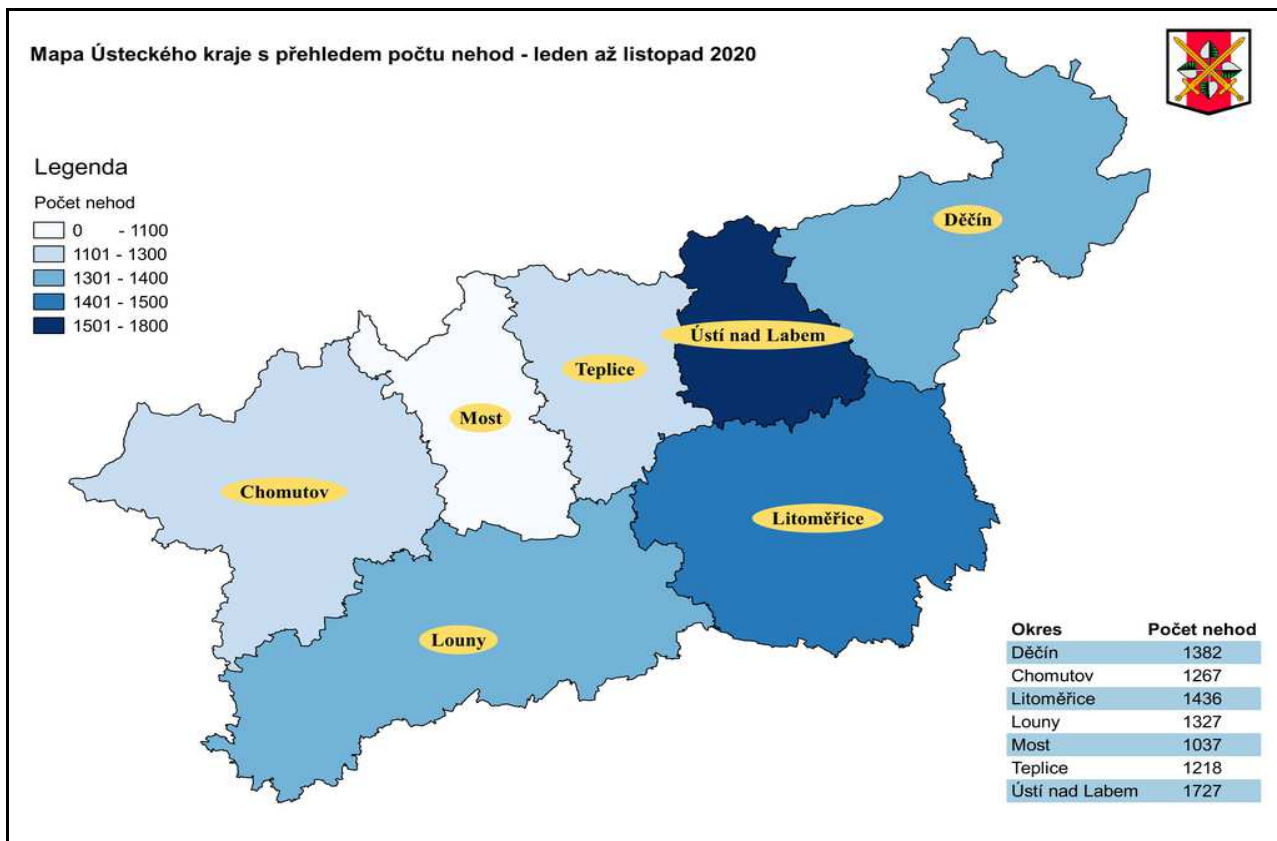 Mapa Ústeckého kraje s přehledem počtu nehod - leden až listopad 2020
Legenda
Počet nehod
0 - 1100
1101 - 1300
1301 - 1400
1401 - 1500
1501 - 1800
Děčín
Ústí nad Labem
Teplice
Most
Chomutov
Litoměřice
Louny
Okres Počet nehod
Děčín 1382
Chomutov 1267
Litoměřice 1436
Louny 1327
Most 1037
Teplice 1218
Ústí nad Labem 1727